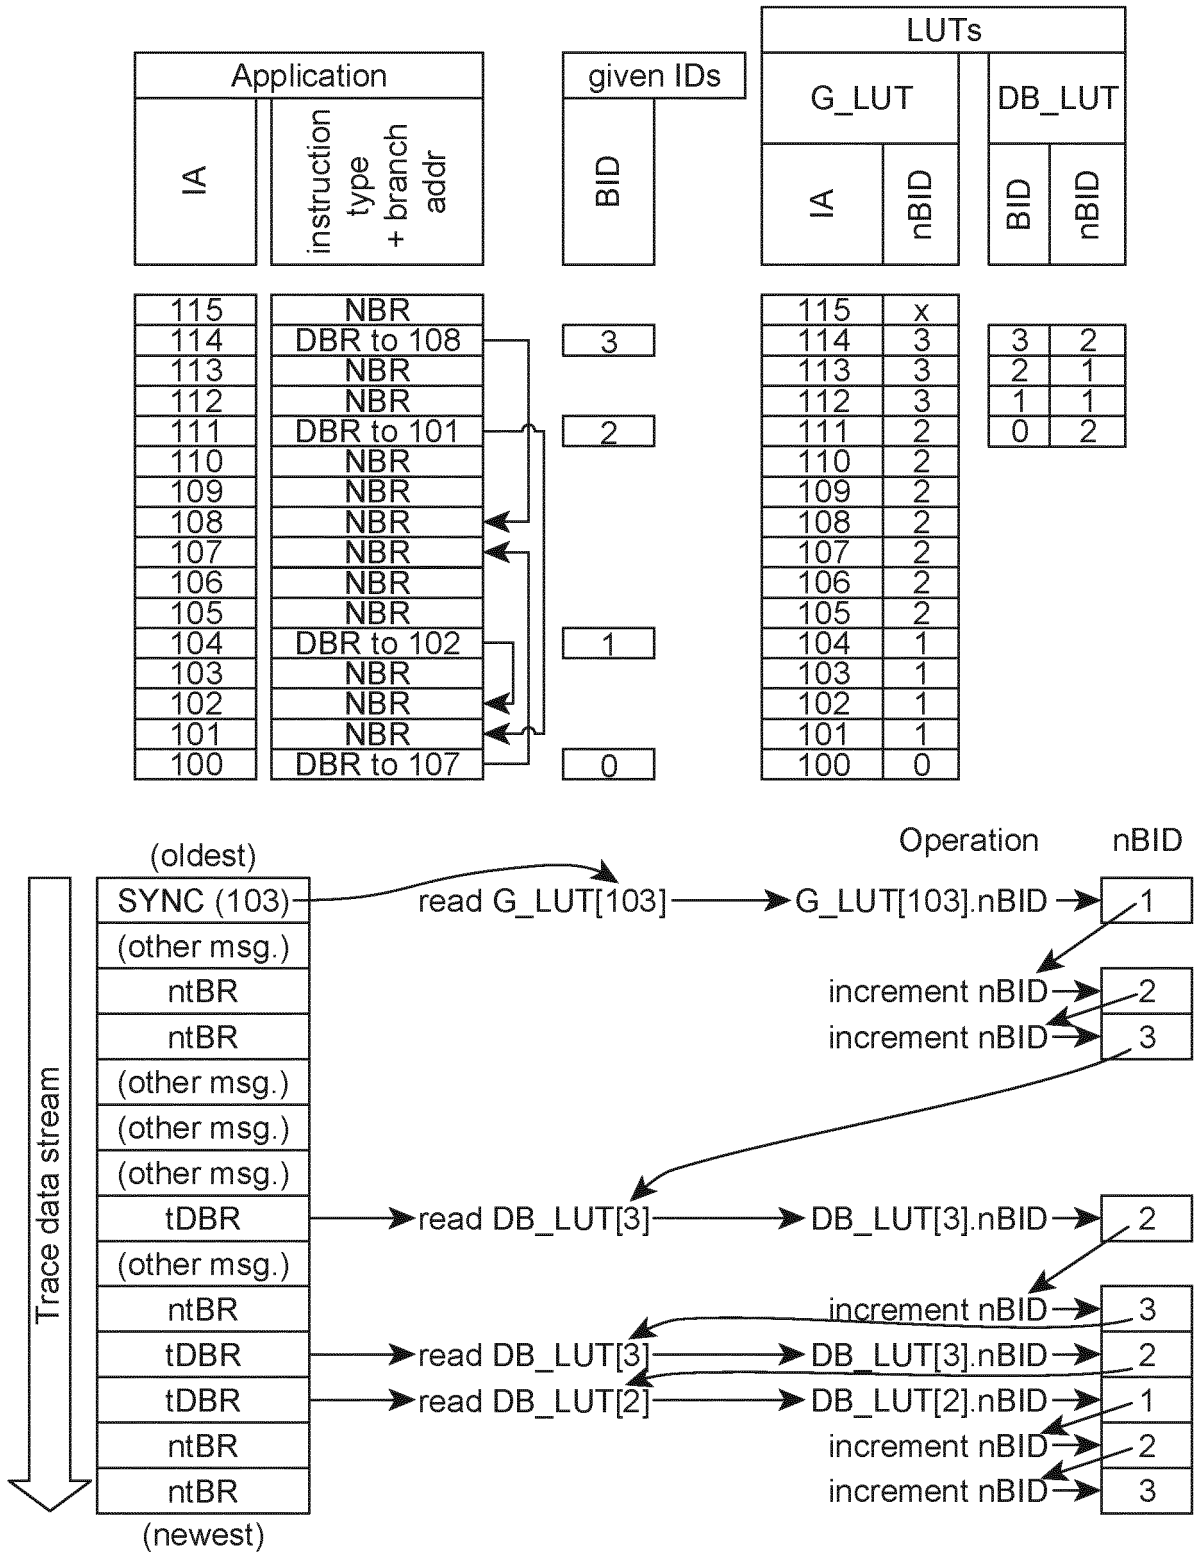 LUTs
Application
given IDs
G_LUT
DB_LUT
IA
instruction
type
+ branch
addr
BID
IA
nBID
BID
nBID
115 NBR 115 x
114 DBR to 108 3 114 3 3 2
113 NBR 113 3 2 1
112 NBR 112 3 1 1
111 DBR to 101 2 111 2 0 2
110 NBR 110 2
109 NBR 109 2
108 NBR 108 2
107 NBR 107 2
106 NBR 106 2
105 NBR 105 2
104 DBR to 102 1 104 1
103 NBR 103 1
102 NBR 102 1
101 NBR 101 1
100 DBR to 107 0 100 0
Operation nBID
(oldest)
SYNC (103) read G_LUT[103] G_LUT[103].nBID 1
(other msg.)
ntBR increment nBID 2
ntBR increment nBID 3
(other msg.)
(other msg.)
(other msg.)
tDBR read DB_LUT[3] DB_LUT[3].nBID 2
(other msg.)
ntBR increment nBID 3
tDBR read DB_LUT[3] DB_LUT[3].nBID 2
tDBR read DB_LUT[2] DB_LUT[2].nBID 1
ntBR increment nBID 2
ntBR increment nBID 3
(newest)
Trace data stream